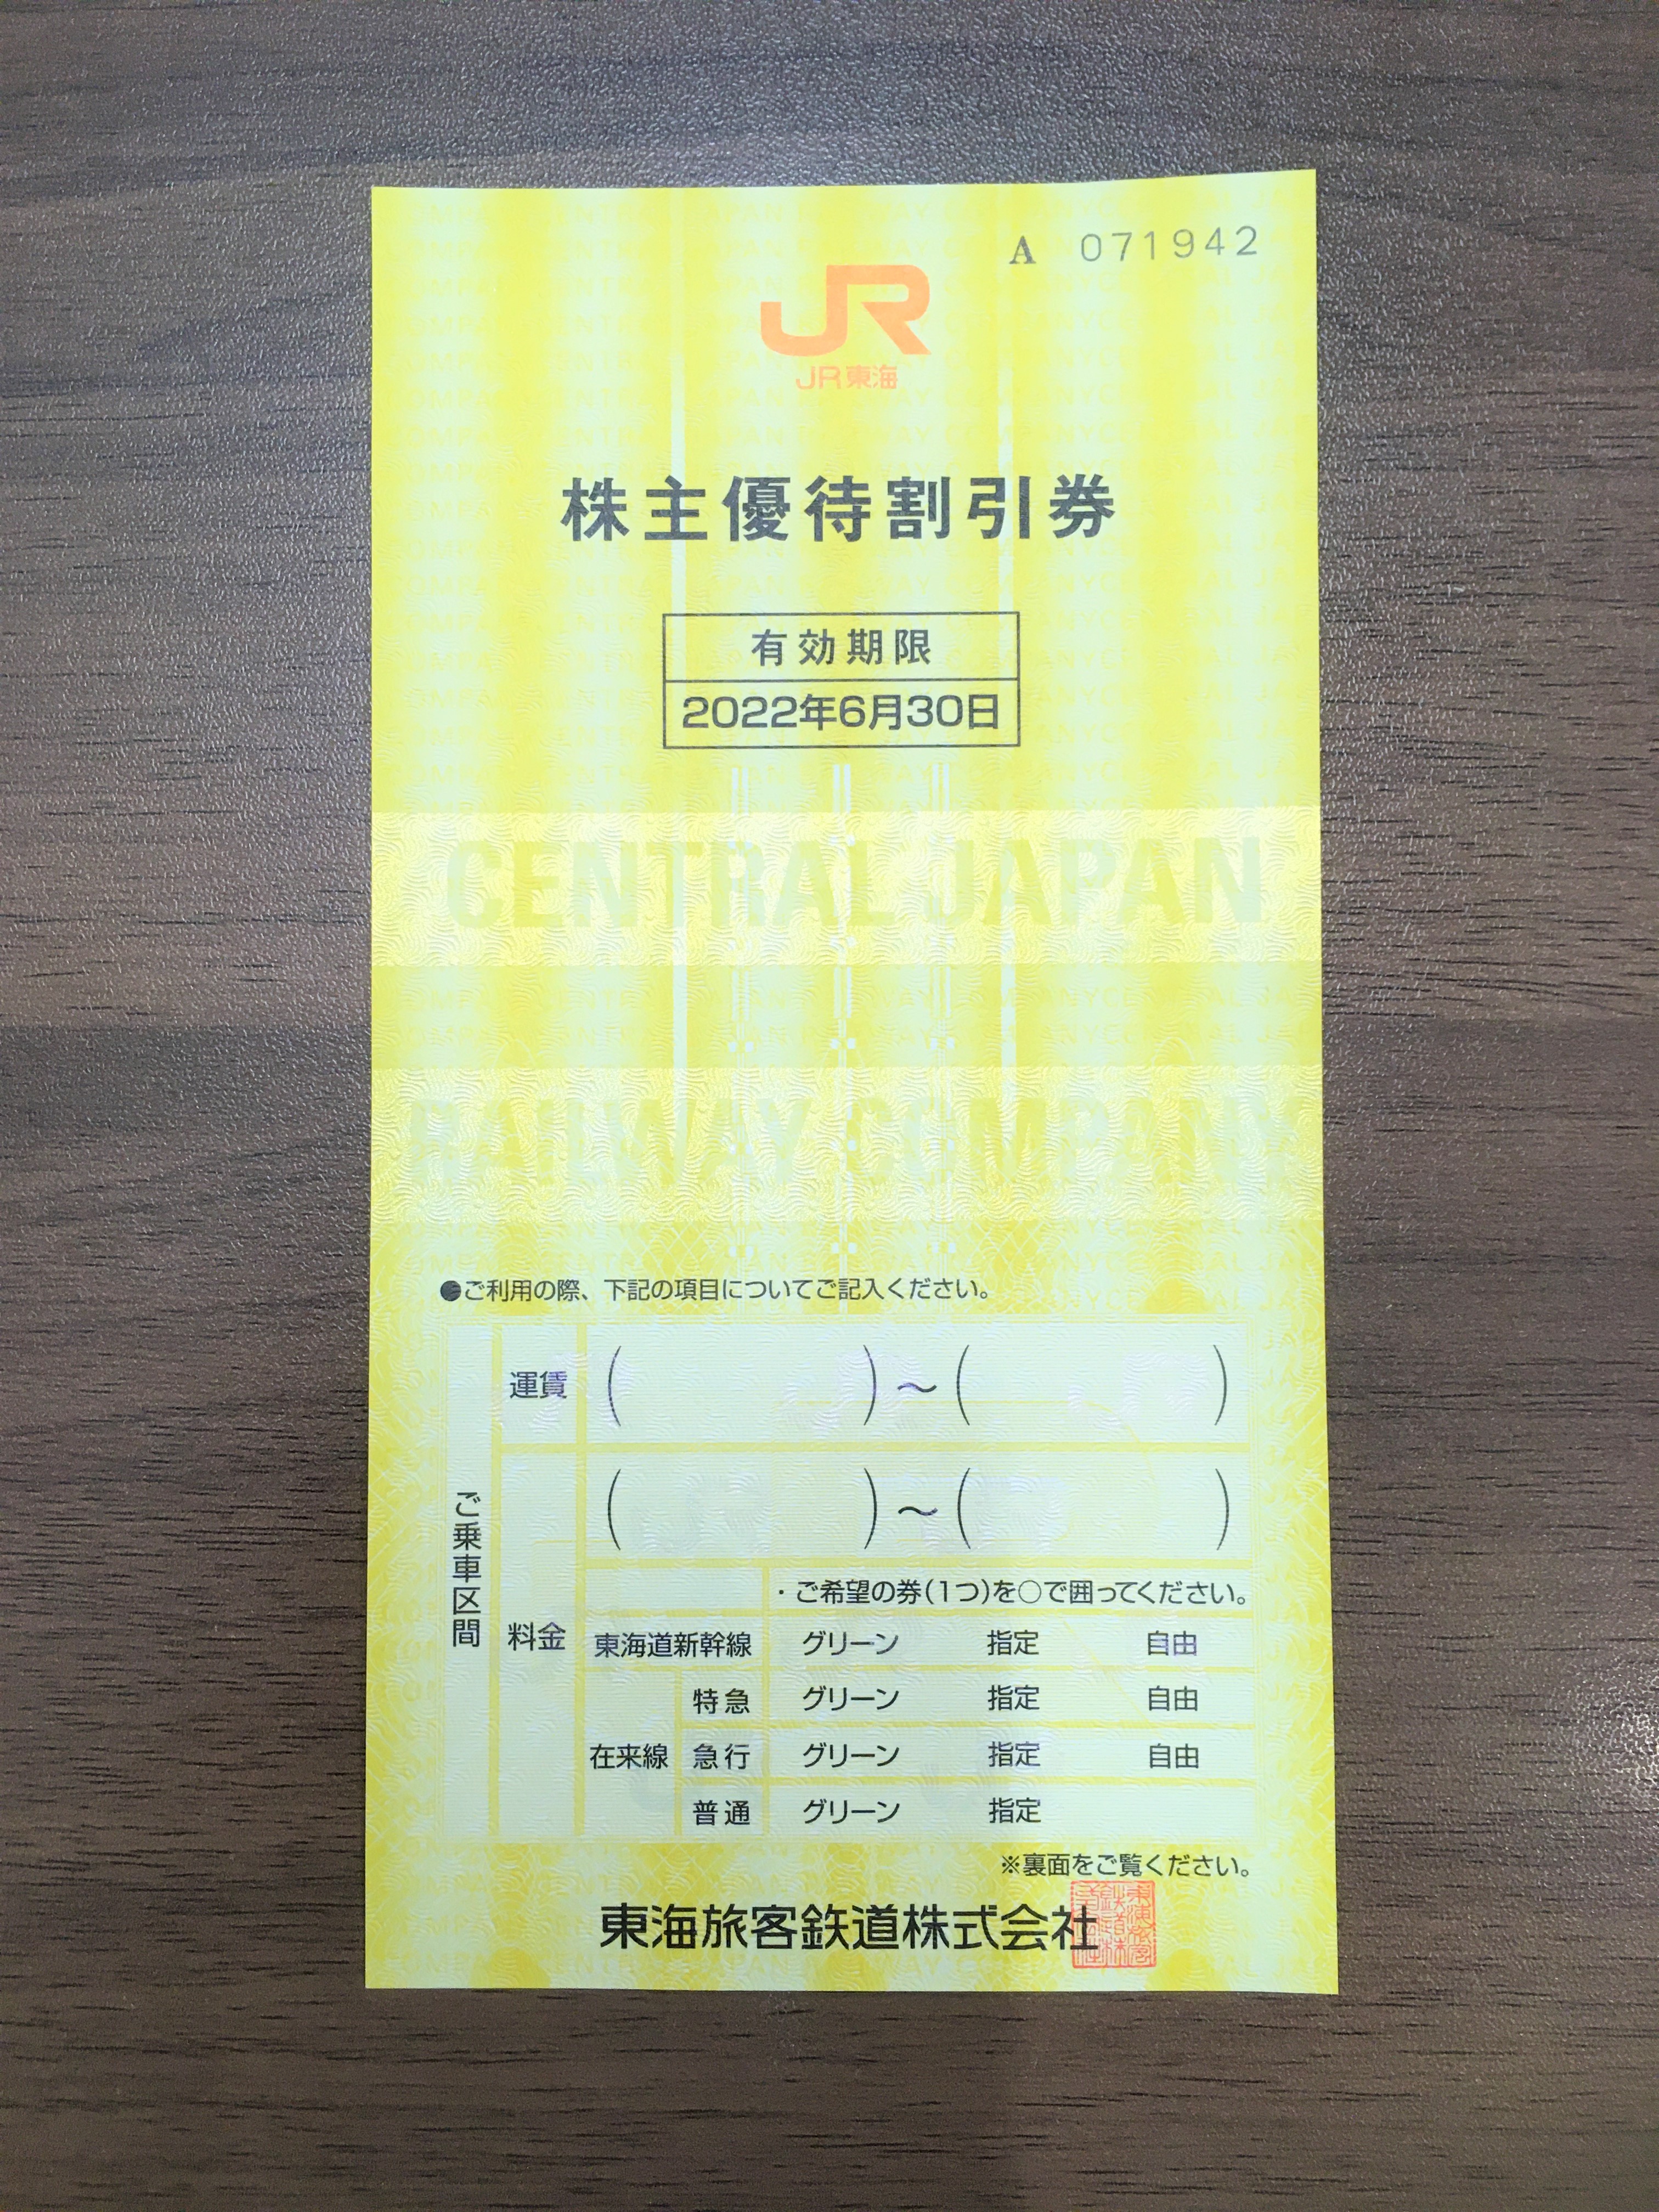 A 071942
JR
JR東海
株主優待割引券
有効期限
2022年6月30日
CENTRAL JAPAN
RAILWAY COMPANY
●ご利用の際、下記の項目についてご記入ください。
ご乗車区間
運賃 ( )～( )
料金 ( )～( )
・ご希望の券(1つ)を○で囲ってください。
東海道新幹線 グリーン 指定 自由
在来線
特急 グリーン 指定 自由
急行 グリーン 指定 自由
普通 グリーン 指定
※裏面をご覧ください。
東海旅客鉄道株式会社